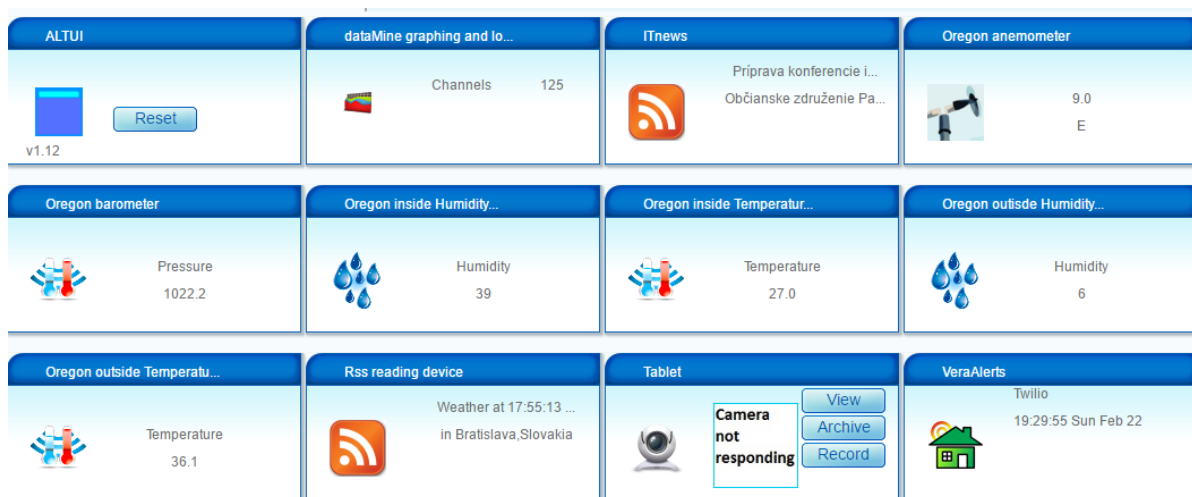 ALTUI
Reset
v1.12
dataMine graphing and lo...
Channels 125
ITnews
Príprava konferencie i...
Občianske združenie Pa...
Oregon anemometer
9.0
E
Oregon barometer
Pressure
1022.2
Oregon inside Humidity...
Humidity
39
Oregon inside Temperatur...
Temperature
27.0
Oregon outisde Humidity...
Humidity
6
Oregon outside Temperatu...
Temperature
36.1
Rss reading device
Weather at 17:55:13 ...
in Bratislava,Slovakia
Tablet
Camera
not
responding
View
Archive
Record
VeraAlerts
Twilio
19:29:55 Sun Feb 22